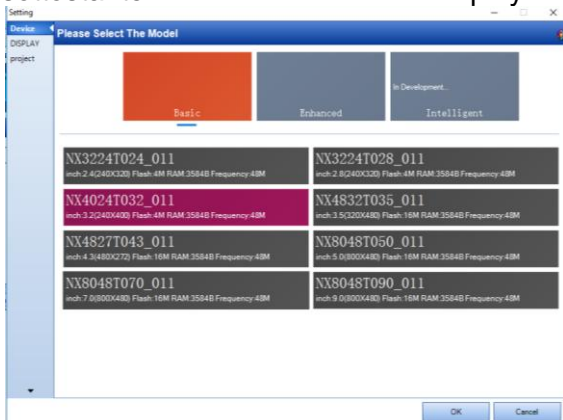 Setting
Device
DISPLAY
project
Please Select The Model
Basic
Enhanced
In Development...
Intelligent
NX3224T024_011
inch:2.4(240X320) Flash:4M RAM:3584B Frequency:48M
NX3224T028_011
inch:2.8(240X320) Flash:4M RAM:3584B Frequency:48M
NX4024T032_011
inch:3.2(240X400) Flash:4M RAM:3584B Frequency:48M
NX4832T035_011
inch:3.5(320X480) Flash:16M RAM:3584B Frequency:48M
NX4827T043_011
inch:4.3(480X272) Flash:16M RAM:3584B Frequency:48M
NX8048T050_011
inch:5.0(800X480) Flash:16M RAM:3584B Frequency:48M
NX8048T070_011
inch:7.0(800X480) Flash:16M RAM:3584B Frequency:48M
NX8048T090_011
inch:9.0(800X480) Flash:16M RAM:3584B Frequency:48M
OK
Cancel